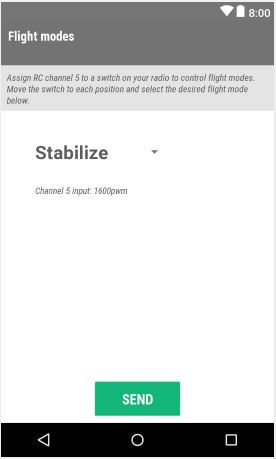 8:00
Flight modes
Assign RC channel 5 to a switch on your radio to control flight modes.
Move the switch to each position and select the desired flight mode
below.
Stabilize
Channel 5 input: 1600pwm
SEND